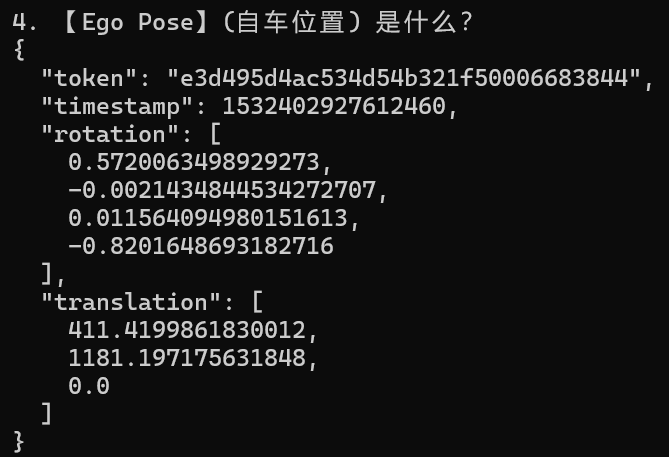 4. 【Ego Pose】(自车位置) 是什么?
{
  "token": "e3d495d4ac534d54b321f50006683844",
  "timestamp": 1532402927612460,
  "rotation": [
    0.5720063498929273,
    -0.0021434844534272707,
    0.011564094980151613,
    -0.8201648693182716
  ],
  "translation": [
    411.4199861830012,
    1181.197175631848,
    0.0
  ]
}